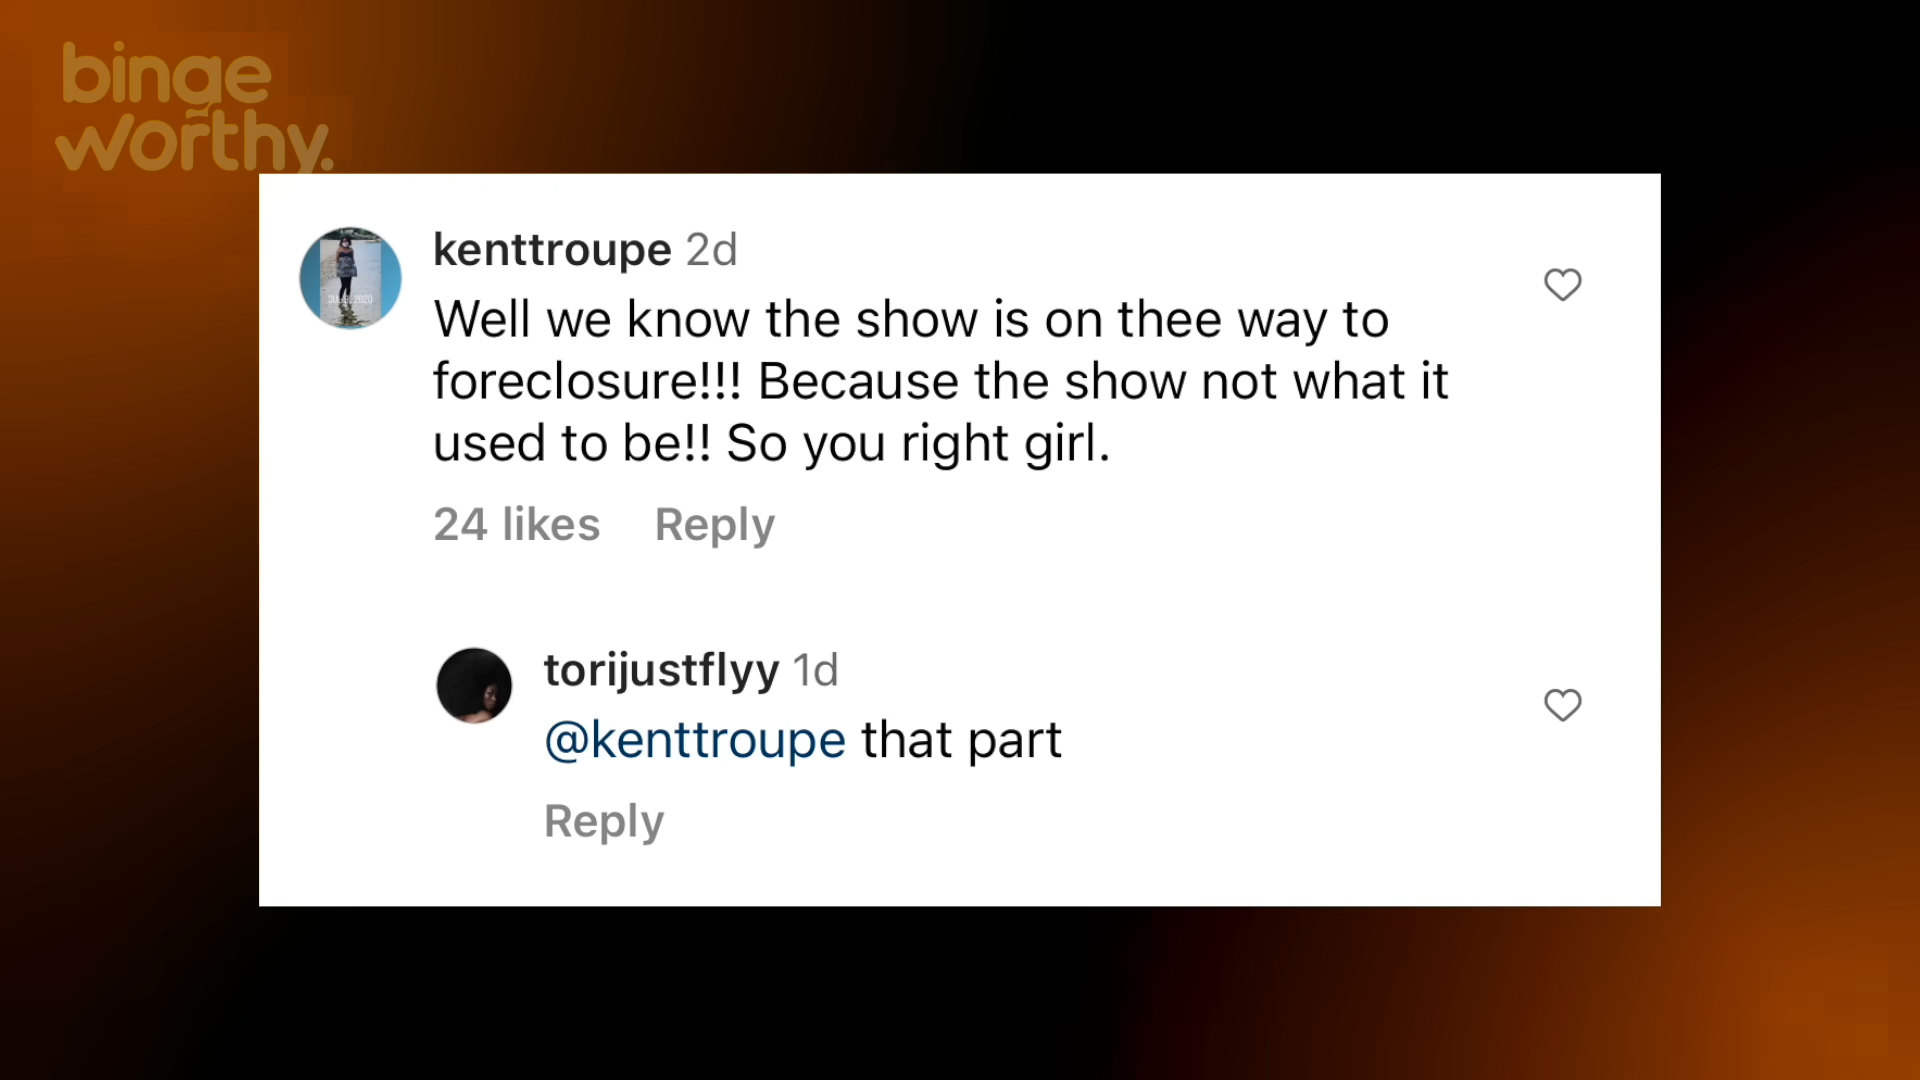 binge
worthy.
kenttroupe 2d
Well we know the show is on thee way to
foreclosure!!! Because the show not what it
used to be!! So you right girl.
24 likes Reply
torijustflyy 1d
@kenttroupe that part
Reply